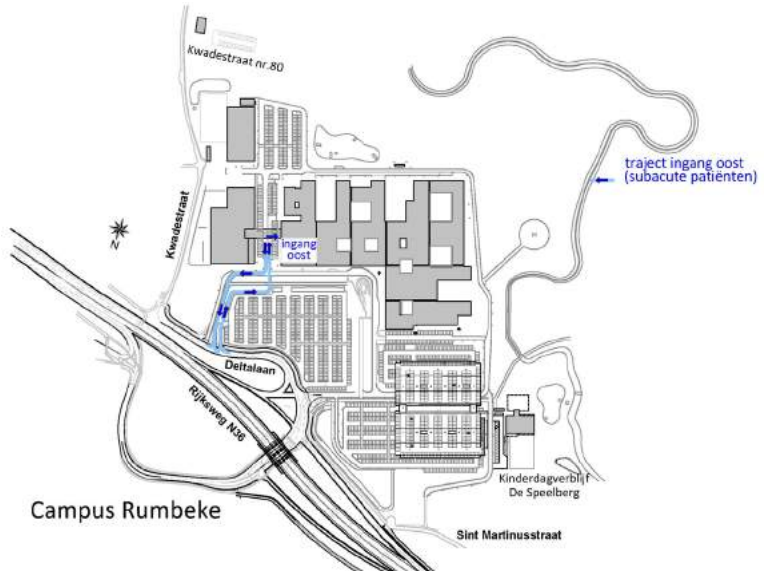 Kwadestraat nr.80
traject ingang oost
(subacute patiënten)
Kwadestraat
N
ingang
oost
Deltalaan
Rijksweg N36
Kinderdagverblijf
De Speelberg
Campus Rumbeke
Sint Martinusstraat